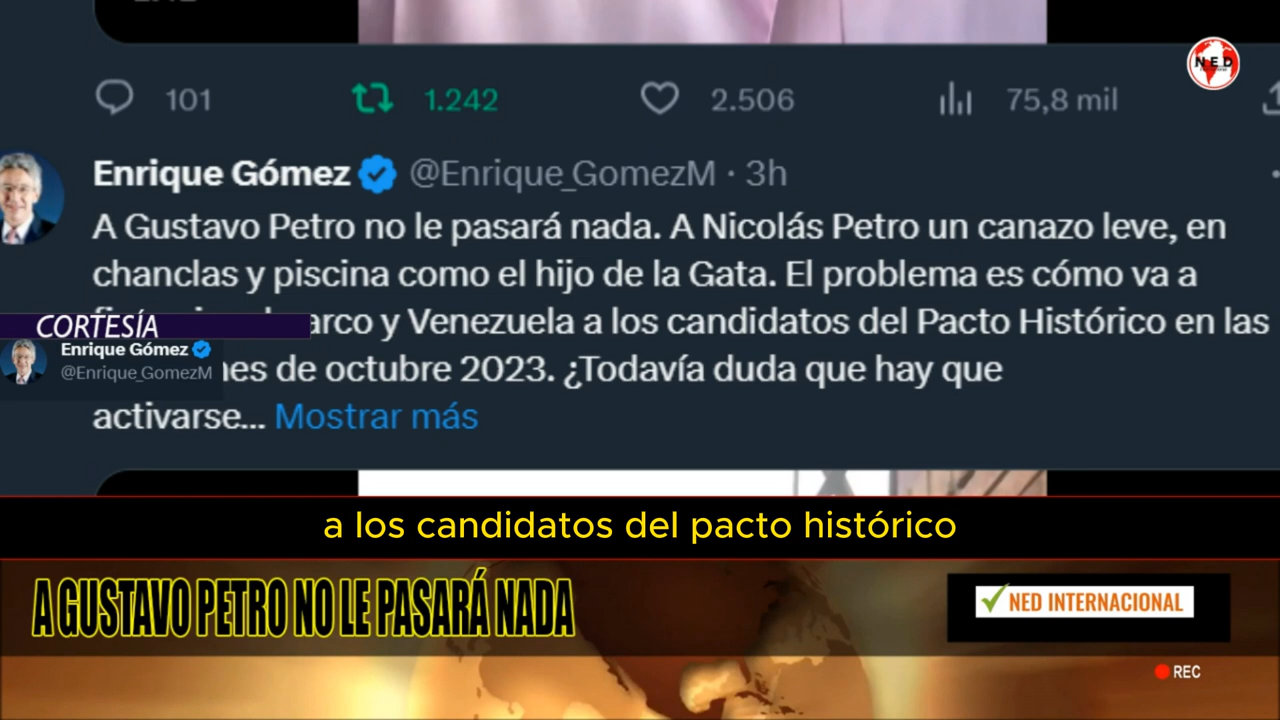 101 1.242 2.506 75,8 mil
NED
Enrique Gómez @Enrique_GomezM · 3h
A Gustavo Petro no le pasará nada. A Nicolás Petro un canazo leve, en
chanclas y piscina como el hijo de la Gata. El problema es cómo va a
arco y Venezuela a los candidatos del Pacto Histórico en las
CORTESÍA
Enrique Gómez
@Enrique_GomezM
nes de octubre 2023. ¿Todavía duda que hay que
activarse... Mostrar más
a los candidatos del pacto histórico
A GUSTAVO PETRO NO LE PASARÁ NADA
NED INTERNACIONAL
REC